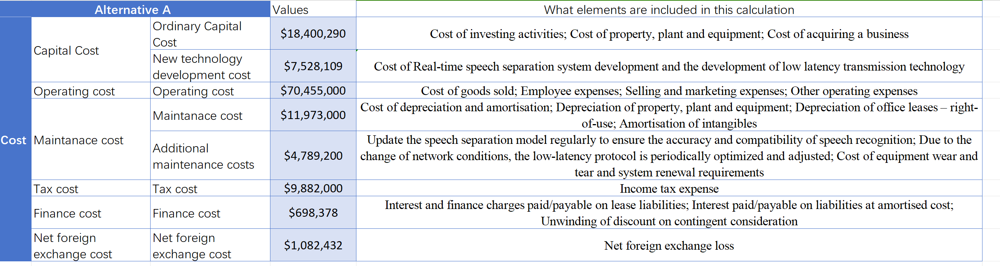 Alternative A
Values
What elements are included in this calculation
Cost
Capital Cost
Ordinary Capital
Cost
$18,400,290
Cost of investing activities; Cost of property, plant and equipment; Cost of acquiring a business
New technology
development cost
$7,528,109
Cost of Real-time speech separation system development and the development of low latency transmission technology
Operating cost
Operating cost
$70,455,000
Cost of goods sold; Employee expenses; Selling and marketing expenses; Other operating expenses
Maintanace cost
Maintanace cost
$11,973,000
Cost of depreciation and amortisation; Depreciation of property, plant and equipment; Depreciation of office leases – right-
of-use; Amortisation of intangibles
Additional
maintenance costs
$4,789,200
Update the speech separation model regularly to ensure the accuracy and compatibility of speech recognition; Due to the
change of network conditions, the low-latency protocol is periodically optimized and adjusted; Cost of equipment wear and
tear and system renewal requirements
Tax cost
Tax cost
$9,882,000
Income tax expense
Finance cost
Finance cost
$698,378
Interest and finance charges paid/payable on lease liabilities; Interest paid/payable on liabilities at amortised cost;
Unwinding of discount on contingent consideration
Net foreign
exchange cost
Net foreign
exchange cost
$1,082,432
Net foreign exchange loss